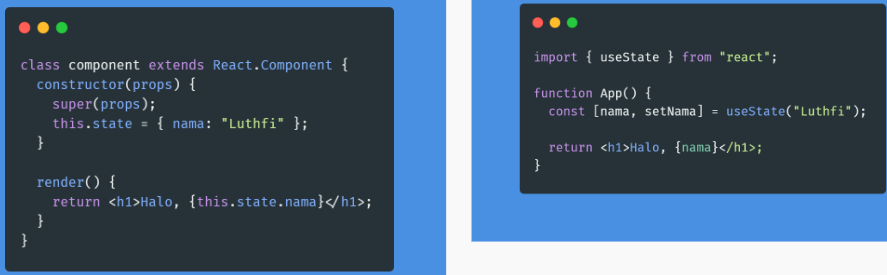 class component extends React.Component {
  constructor(props) {
    super(props);
    this.state = { nama: "Luthfi" };
  }

  render() {
    return <h1>Halo, {this.state.nama}</h1>;
  }
}

import { useState } from "react";

function App() {
  const [nama, setNama] = useState("Luthfi");

  return <h1>Halo, {nama}</h1>;
}